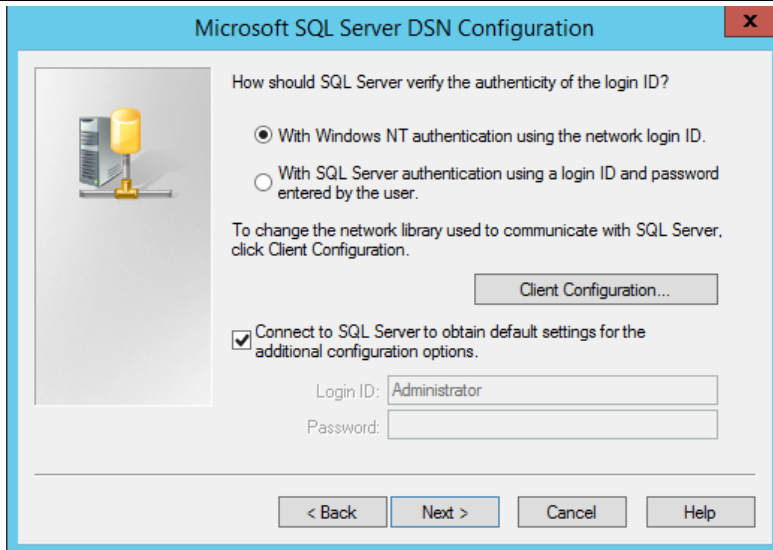 Microsoft SQL Server DSN Configuration
x
How should SQL Server verify the authenticity of the login ID?
With Windows NT authentication using the network login ID.
With SQL Server authentication using a login ID and password
entered by the user.
To change the network library used to communicate with SQL Server,
click Client Configuration.
Client Configuration...
Connect to SQL Server to obtain default settings for the
additional configuration options.
Login ID: Administrator
Password:
< Back Next > Cancel Help